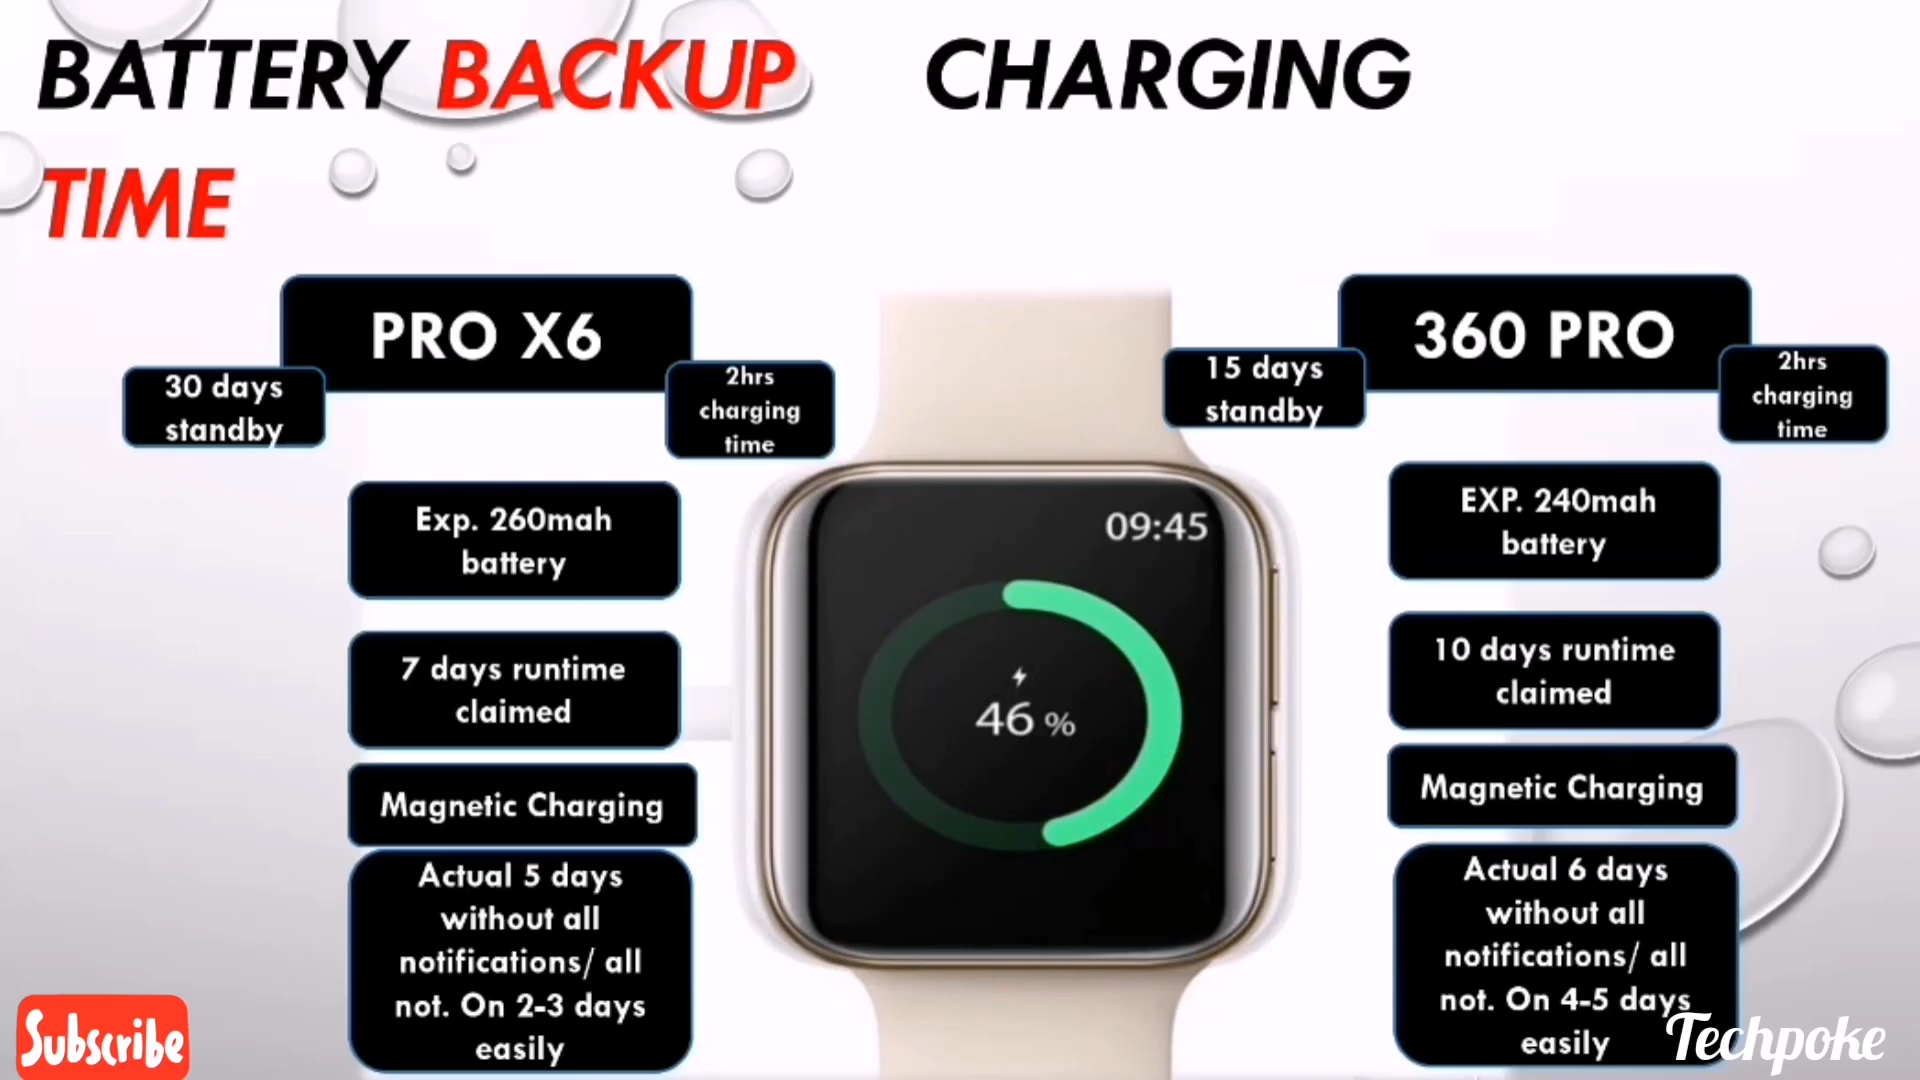 BATTERY BACKUP CHARGING
TIME
PRO X6
30 days
standby
2hrs
charging
time
Exp. 260mah
battery
7 days runtime
claimed
Magnetic Charging
Actual 5 days
without all
notifications/ all
not. On 2-3 days
easily
09:45
46 %
360 PRO
15 days
standby
2hrs
charging
time
EXP. 240mah
battery
10 days runtime
claimed
Magnetic Charging
Actual 6 days
without all
notifications/ all
not. On 4-5 days
easily
Subscribe
Techpoke